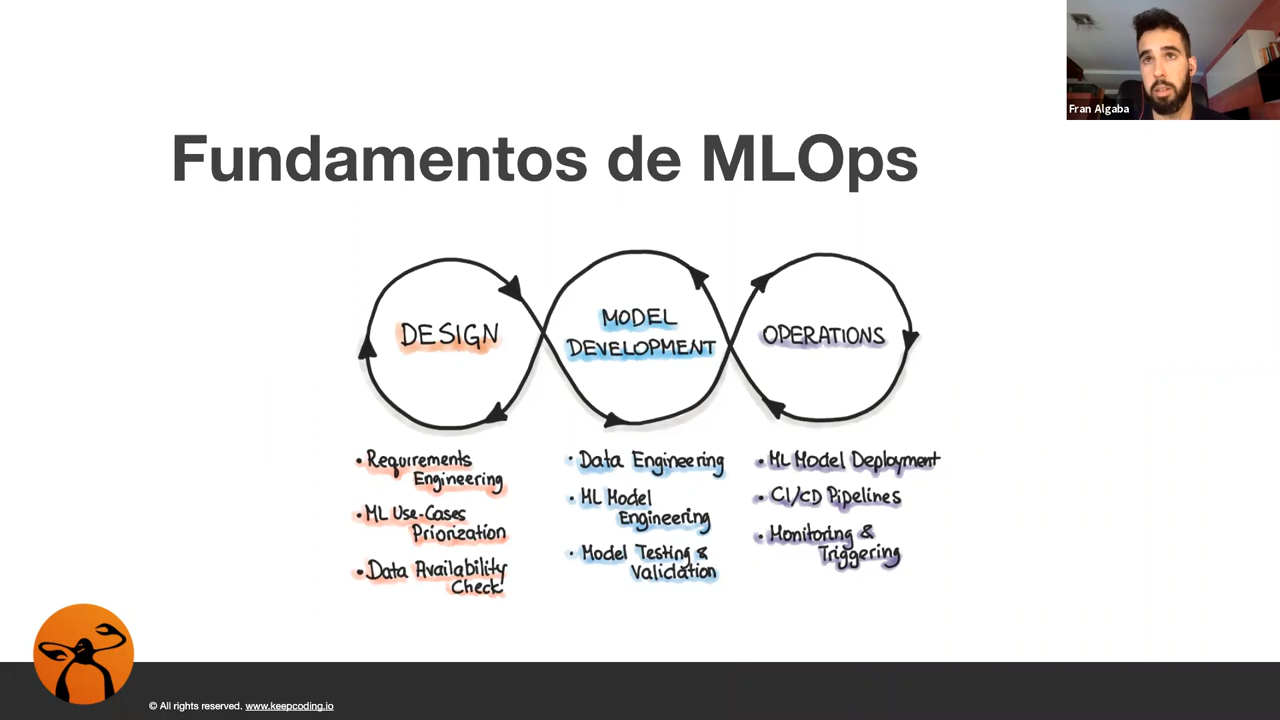 Fran Algaba
Fundamentos de MLOps
DESIGN
MODEL
DEVELOPMENT
OPERATIONS
• Requirements
Engineering
• ML Use-Cases
Priorization
• Data Availability
Check
• Data Engineering
• ML Model
Engineering
• Model Testing &
Validation
• ML Model Deployment
• CI/CD Pipelines
• Monitoring &
Triggering
© All rights reserved. www.keepcoding.io